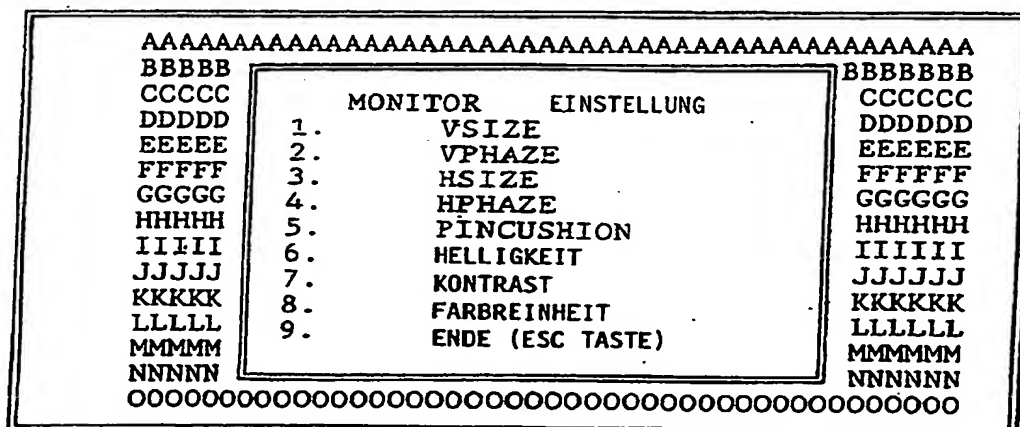 AAAAAAAAAAAAAAAAAAAAAAAAAAAAAAAAAAAAAAAAAAAAA
BBBBB BBBBBBB
CCCCC MONITOR EINSTELLUNG CCCCCC
DDDDD 1. VSIZE DDDDDD
EEEEE 2. VPHAZE EEEEEE
FFFFF 3. HSIZE FFFFFF
GGGGG 4. HPHAZE GGGGGG
HHHHH 5. PINCUSHION HHHHHH
IIIII 6. HELLIGKEIT IIIIII
JJJJJ 7. KONTRAST JJJJJJ
KKKKK 8. FARBREINHEIT KKKKKK
LLLLL 9. ENDE (ESC TASTE) LLLLLL
MMMMM MMMMMM
NNNNN NNNNNN
OOOOOOOOOOOOOOOOOOOOOOOOOOOOOOOOOOOOOOOOOOOOO